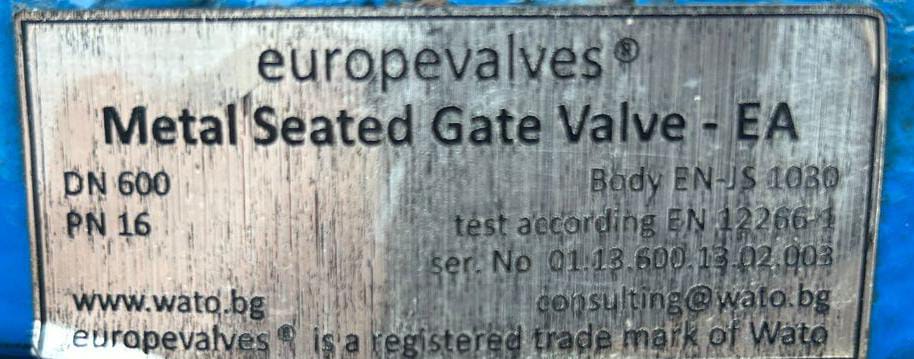 europevalves®
Metal Seated Gate Valve - EA
DN 600
Body EN-JS 1030
PN 16
test according EN 12266-1
ser. No 01.13.600.13.02.003
www.wato.bg
consulting@wato.bg
europevalves® is a registered trade mark of Wato